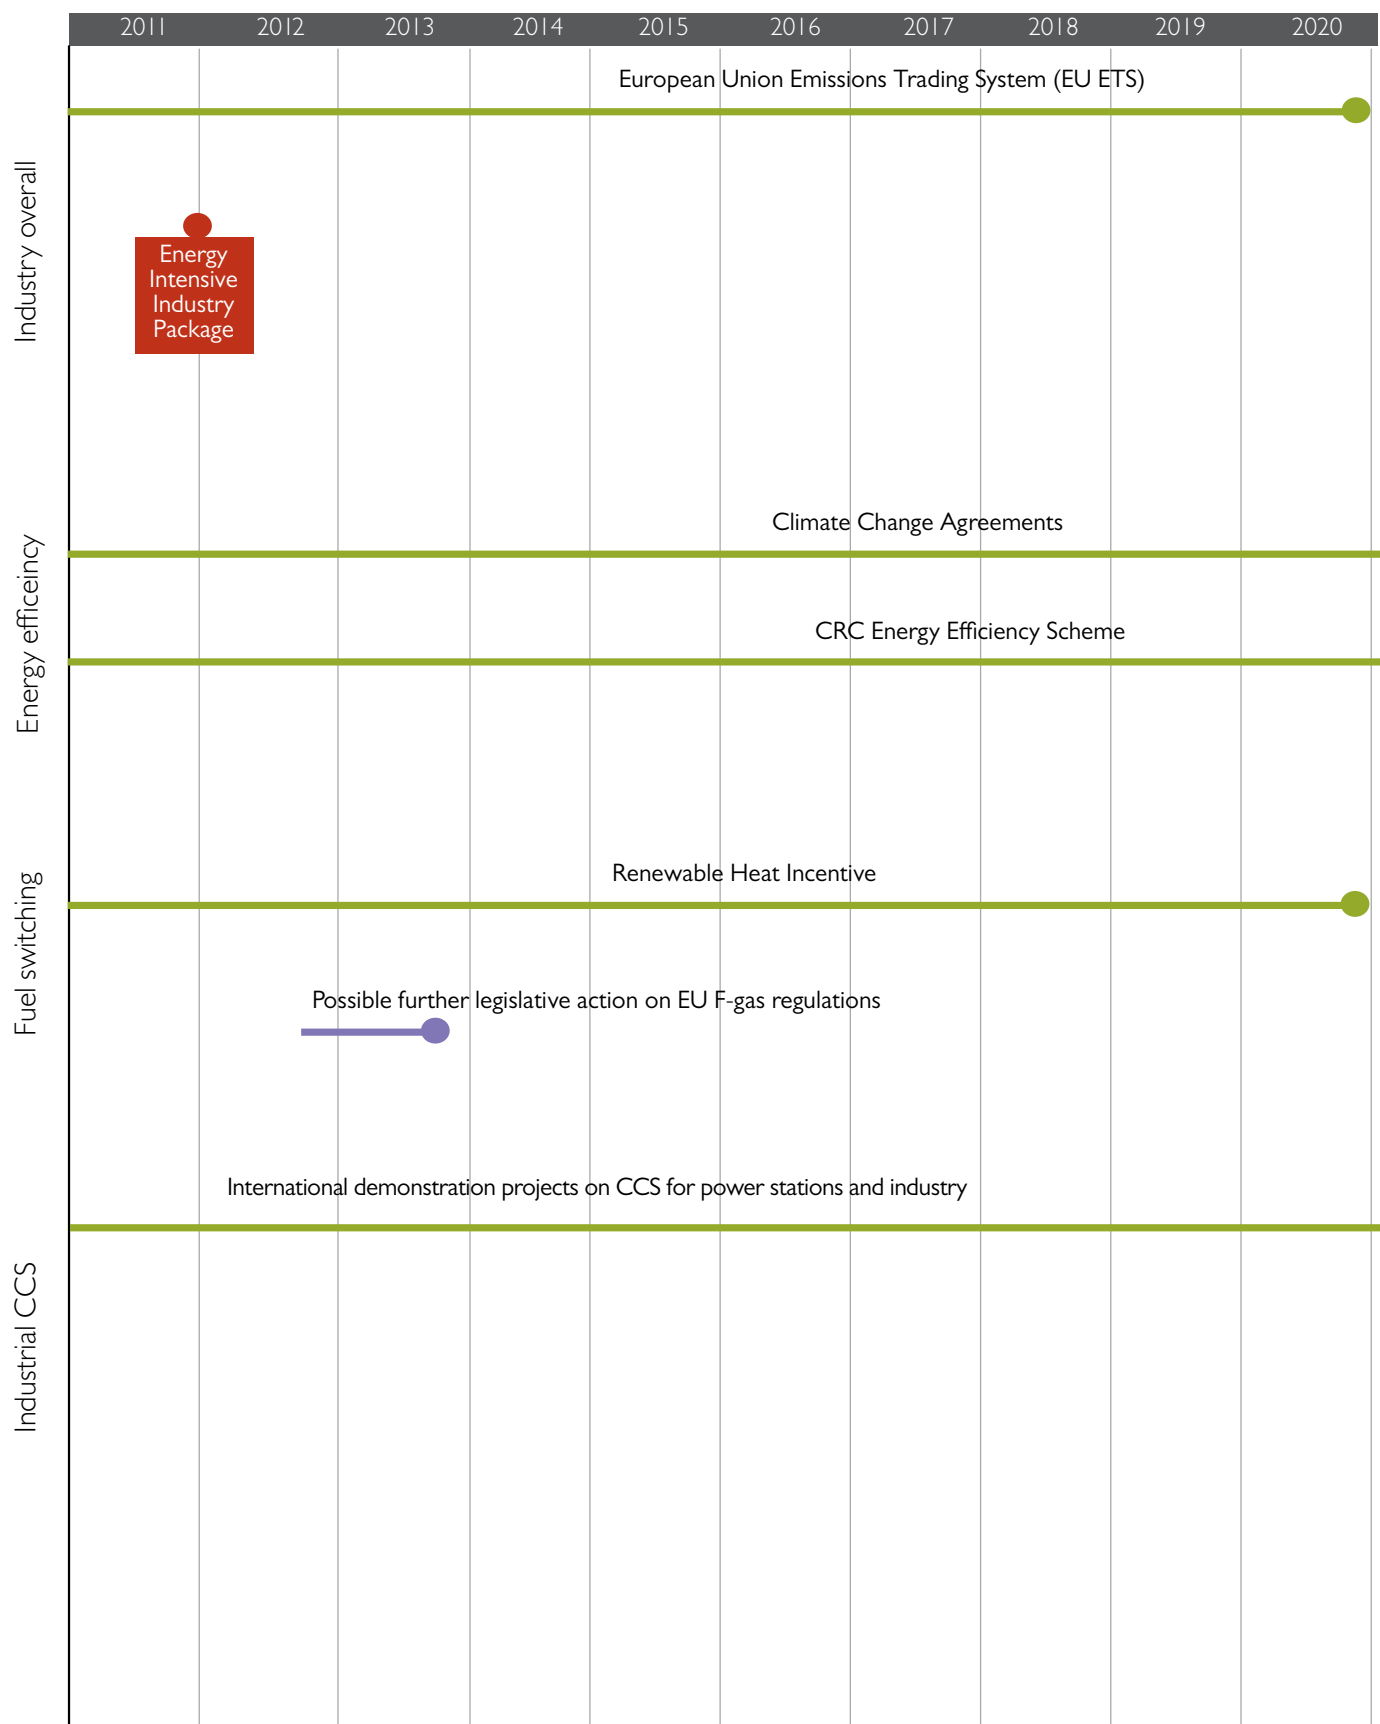 2011 2012 2013 2014 2015 2016 2017 2018 2019 2020
European Union Emissions Trading System (EU ETS)
Industry overall
Energy
Intensive
Industry
Package
Climate Change Agreements
Energy efficeincy
CRC Energy Efficiency Scheme
Renewable Heat Incentive
Fuel switching
Possible further legislative action on EU F-gas regulations
International demonstration projects on CCS for power stations and industry
Industrial CCS